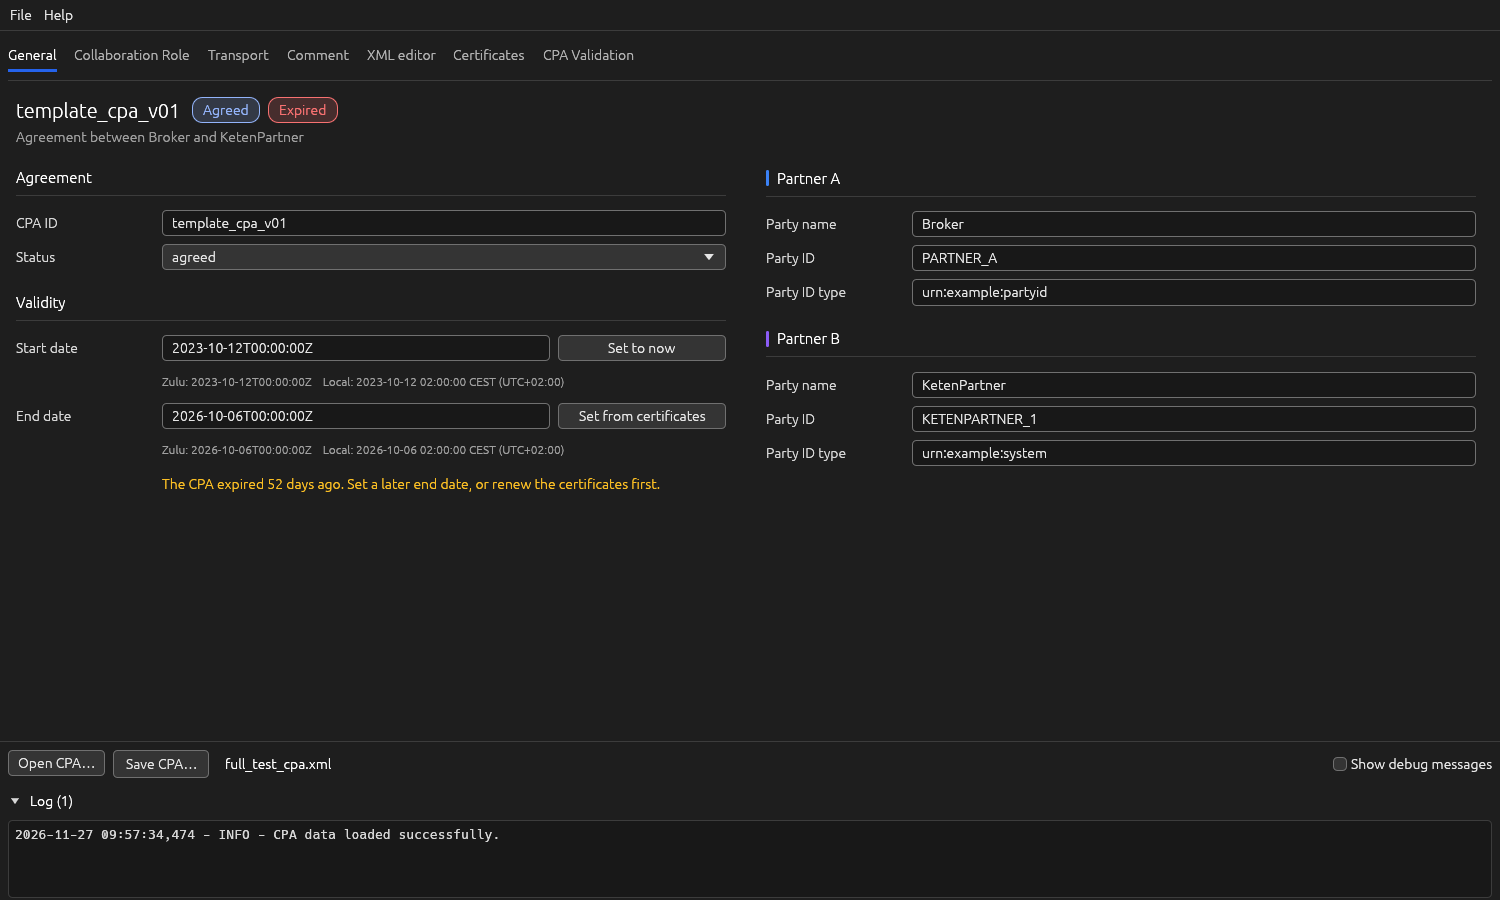 File Help
General Collaboration Role Transport Comment XML editor Certificates CPA Validation
template_cpa_v01 Agreed Expired
Agreement between Broker and KetenPartner
Agreement
CPA ID template_cpa_v01
Status agreed
Validity
Start date 2023-10-12T00:00:00Z Set to now
Zulu: 2023-10-12T00:00:00Z Local: 2023-10-12 02:00:00 CEST (UTC+02:00)
End date 2026-10-06T00:00:00Z Set from certificates
Zulu: 2026-10-06T00:00:00Z Local: 2026-10-06 02:00:00 CEST (UTC+02:00)
The CPA expired 52 days ago. Set a later end date, or renew the certificates first.
Partner A
Party name Broker
Party ID PARTNER_A
Party ID type urn:example:partyid
Partner B
Party name KetenPartner
Party ID KETENPARTNER_1
Party ID type urn:example:system
Open CPA... Save CPA... full_test_cpa.xml Show debug messages
Log (1)
2026-11-27 09:57:34,474 - INFO - CPA data loaded successfully.